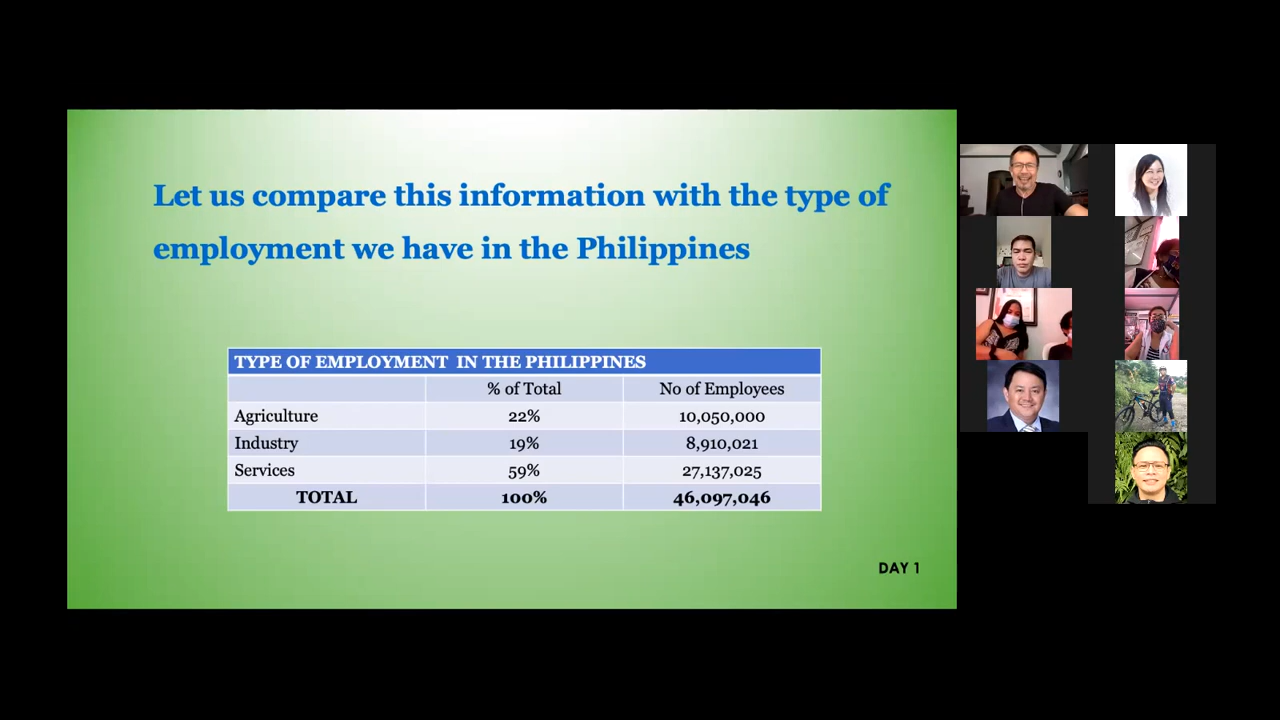 Let us compare this information with the type of
employment we have in the Philippines
TYPE OF EMPLOYMENT IN THE PHILIPPINES
% of Total No of Employees
Agriculture 22% 10,050,000
Industry 19% 8,910,021
Services 59% 27,137,025
TOTAL 100% 46,097,046
DAY 1